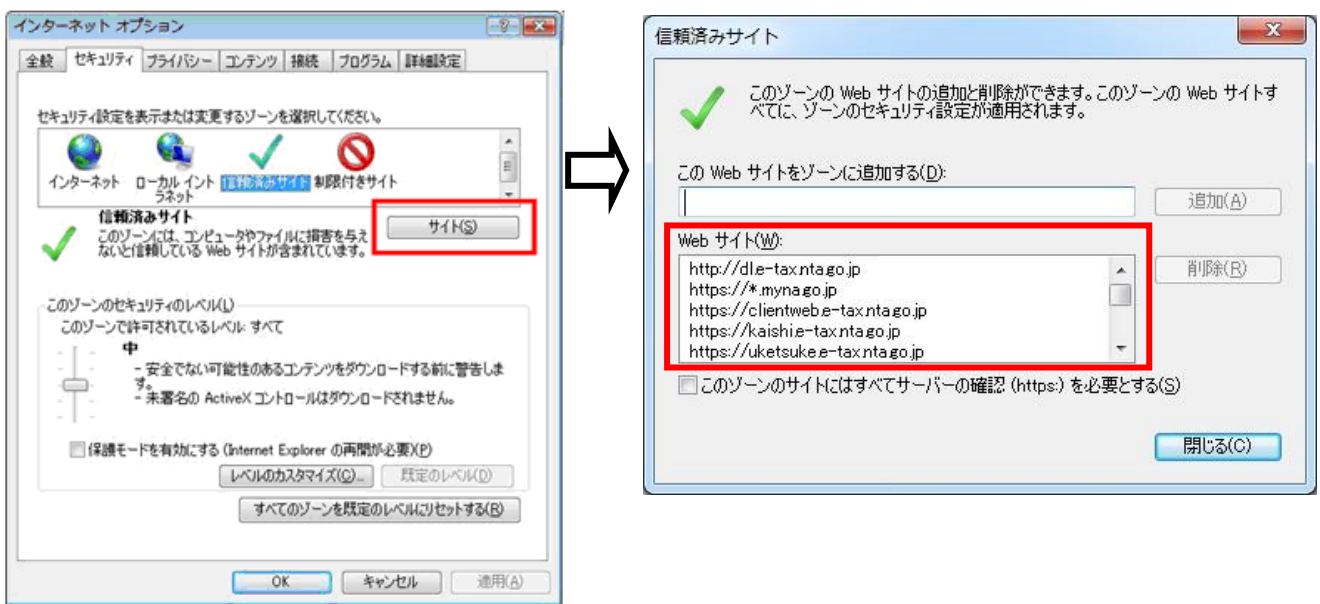 インターネット オプション
全般 セキュリティ プライバシー コンテンツ 接続 プログラム 詳細設定
セキュリティ設定を表示または変更するゾーンを選択してください。
インターネット
ローカル イント
ラネット
信頼済みサイト
制限付きサイト
信頼済みサイト
このゾーンには、コンピュータやファイルに損害を与え
ないと信頼している Web サイトが含まれています。
サイト(S)
このゾーンのセキュリティのレベル(L)
このゾーンで許可されているレベル: すべて
中
- 安全でない可能性のあるコンテンツをダウンロードする前に警告しま
す。
- 未署名の ActiveX コントロールはダウンロードされません。
保護モードを有効にする (Internet Explorer の再開が必要)(P)
レベルのカスタマイズ(C)... 既定のレベル(D)
すべてのゾーンを既定のレベルにリセットする(R)
OK キャンセル 適用(A)
信頼済みサイト
このゾーンの Web サイトの追加と削除ができます。このゾーンの Web サイトす
べてに、ゾーンのセキュリティ設定が適用されます。
この Web サイトをゾーンに追加する(D):
追加(A)
Web サイト(W):
http://dl.e-tax.nta.go.jp
https://*.myna.go.jp
https://clientweb.e-tax.nta.go.jp
https://kaishi.e-tax.nta.go.jp
https://uketsuke.e-tax.nta.go.jp
削除(R)
このゾーンのサイトにはすべてサーバーの確認 (https:) を必要とする(S)
閉じる(C)